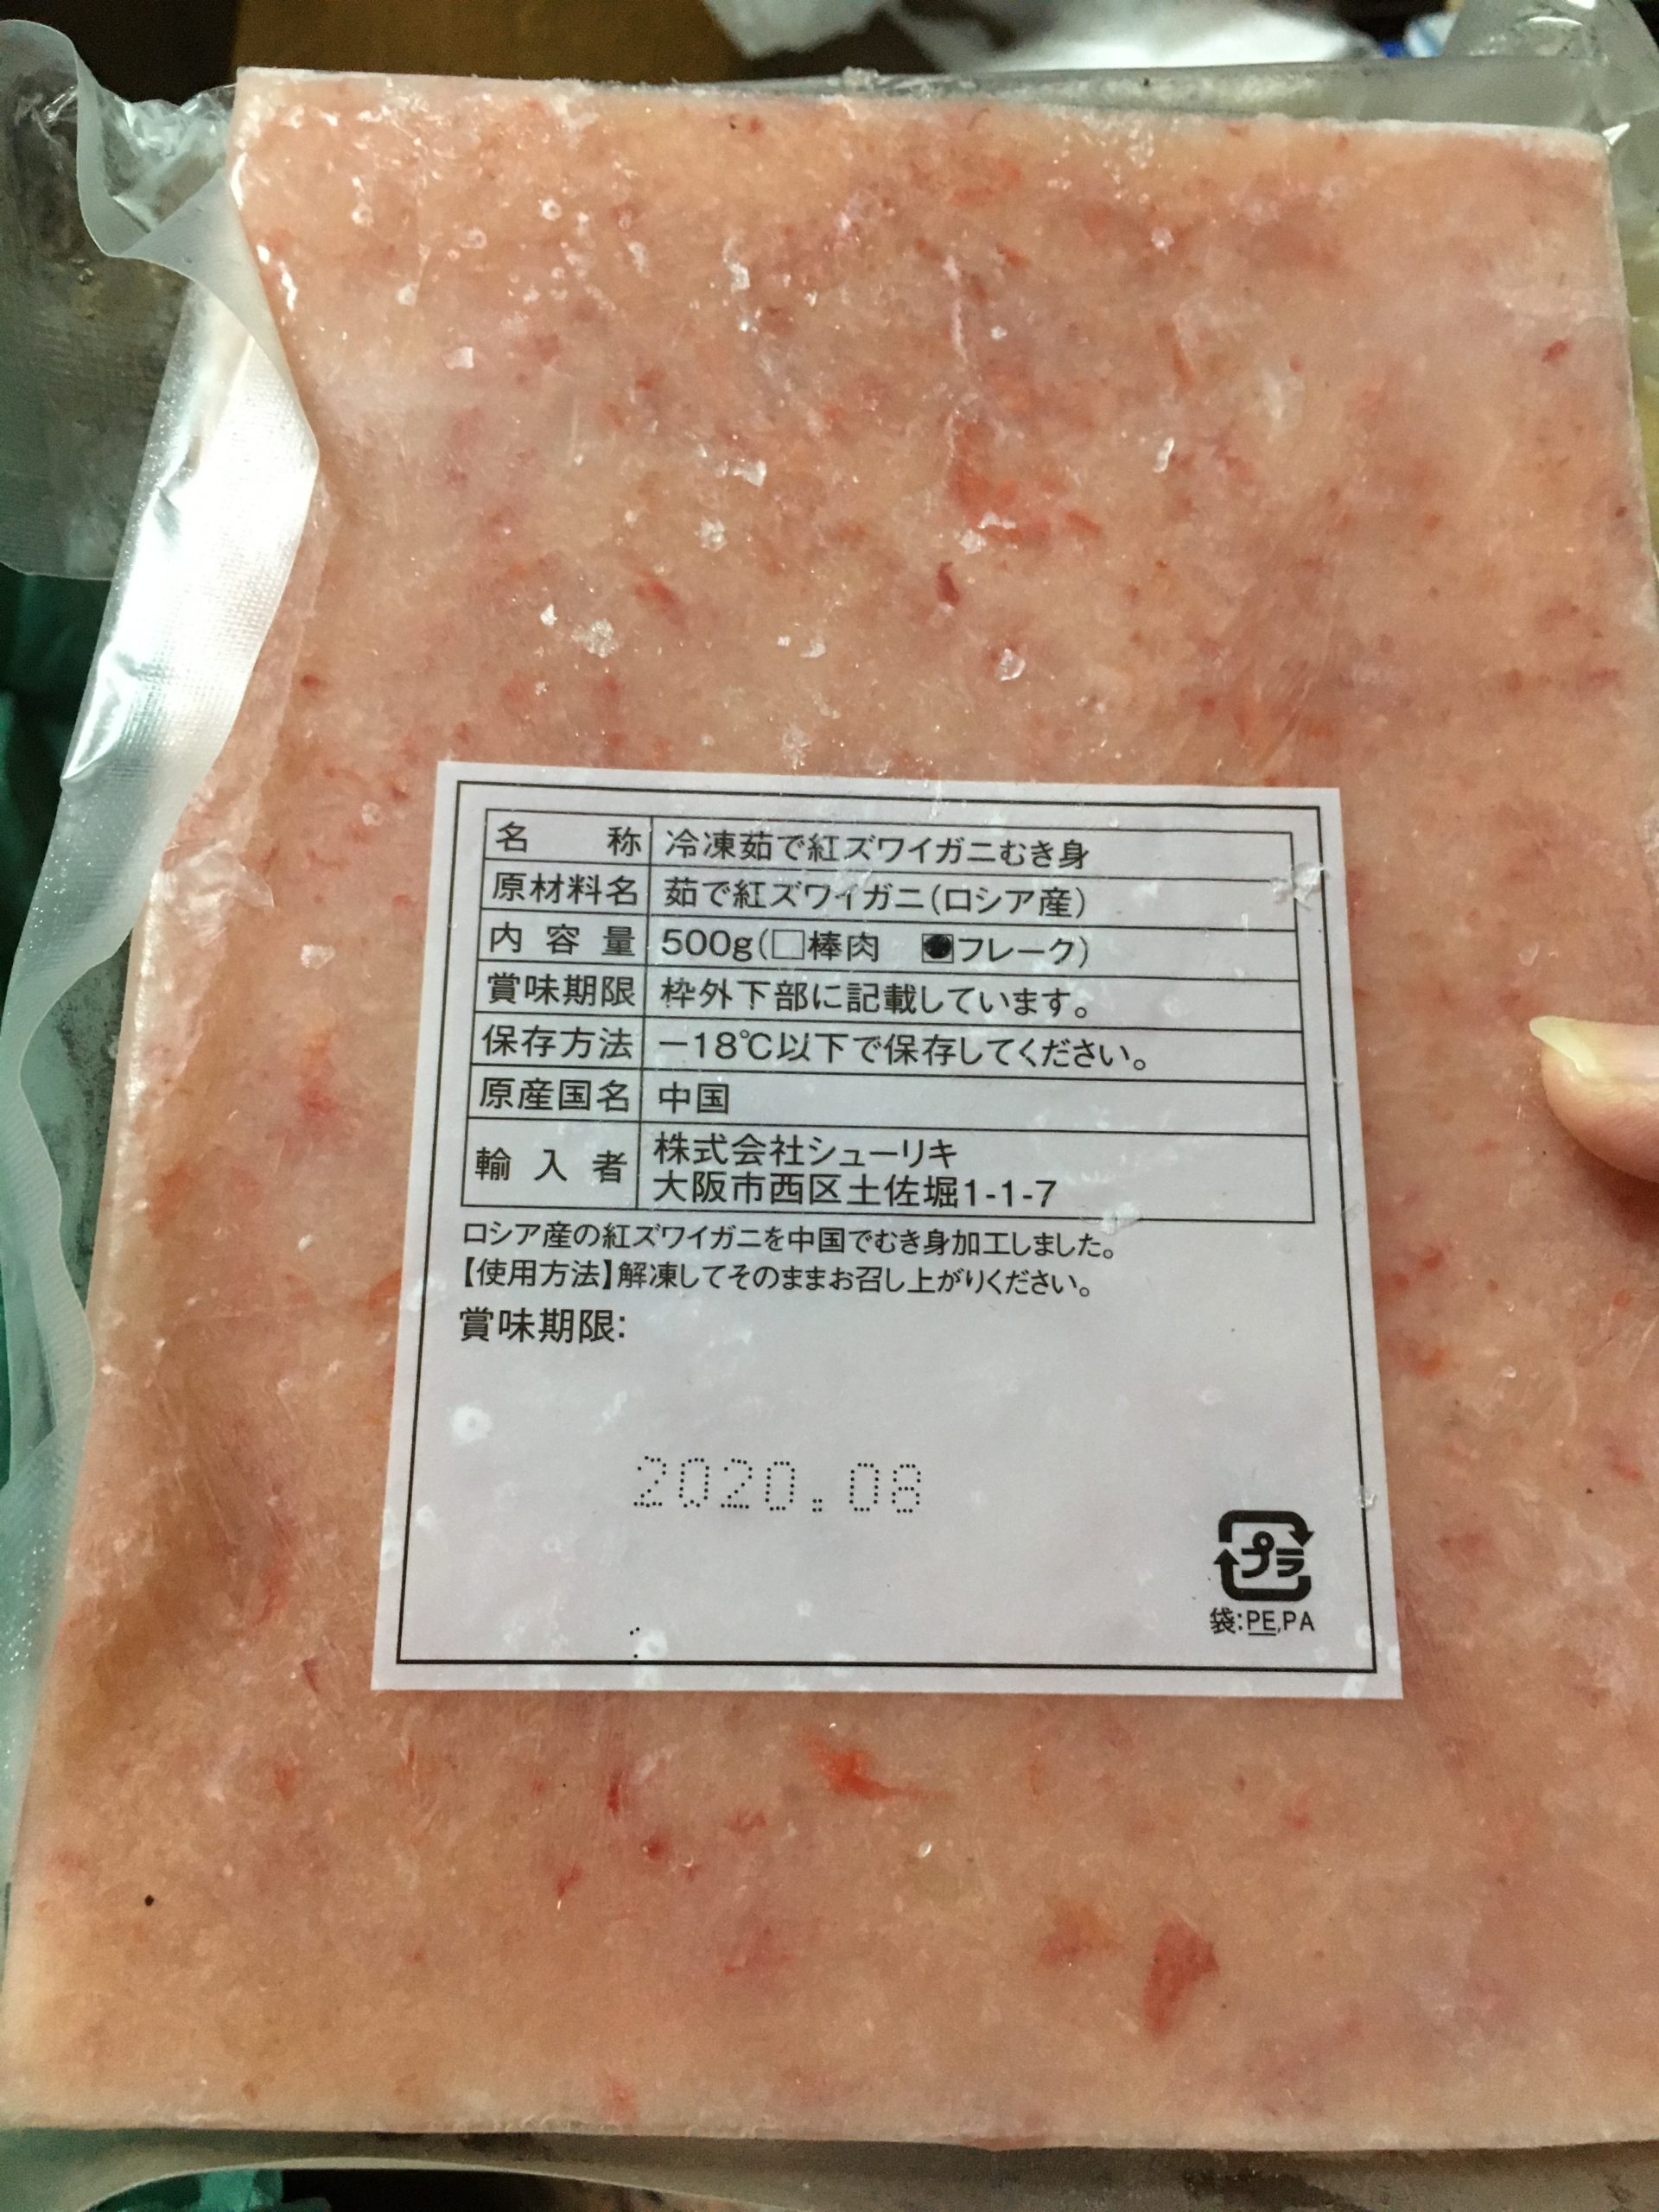 名　称 冷凍茹で紅ズワイガニむき身
原材料名 茹で紅ズワイガニ(ロシア産)
内容量 500g(□棒肉　■フレーク)
賞味期限 枠外下部に記載しています。
保存方法 －18℃以下で保存してください。
原産国名 中国
輸入者 株式会社シューリキ
大阪市西区土佐堀1-1-7
ロシア産の紅ズワイガニを中国でむき身加工しました。
【使用方法】解凍してそのままお召し上がりください。
賞味期限:
2020.08
プラ
袋:PE,PA